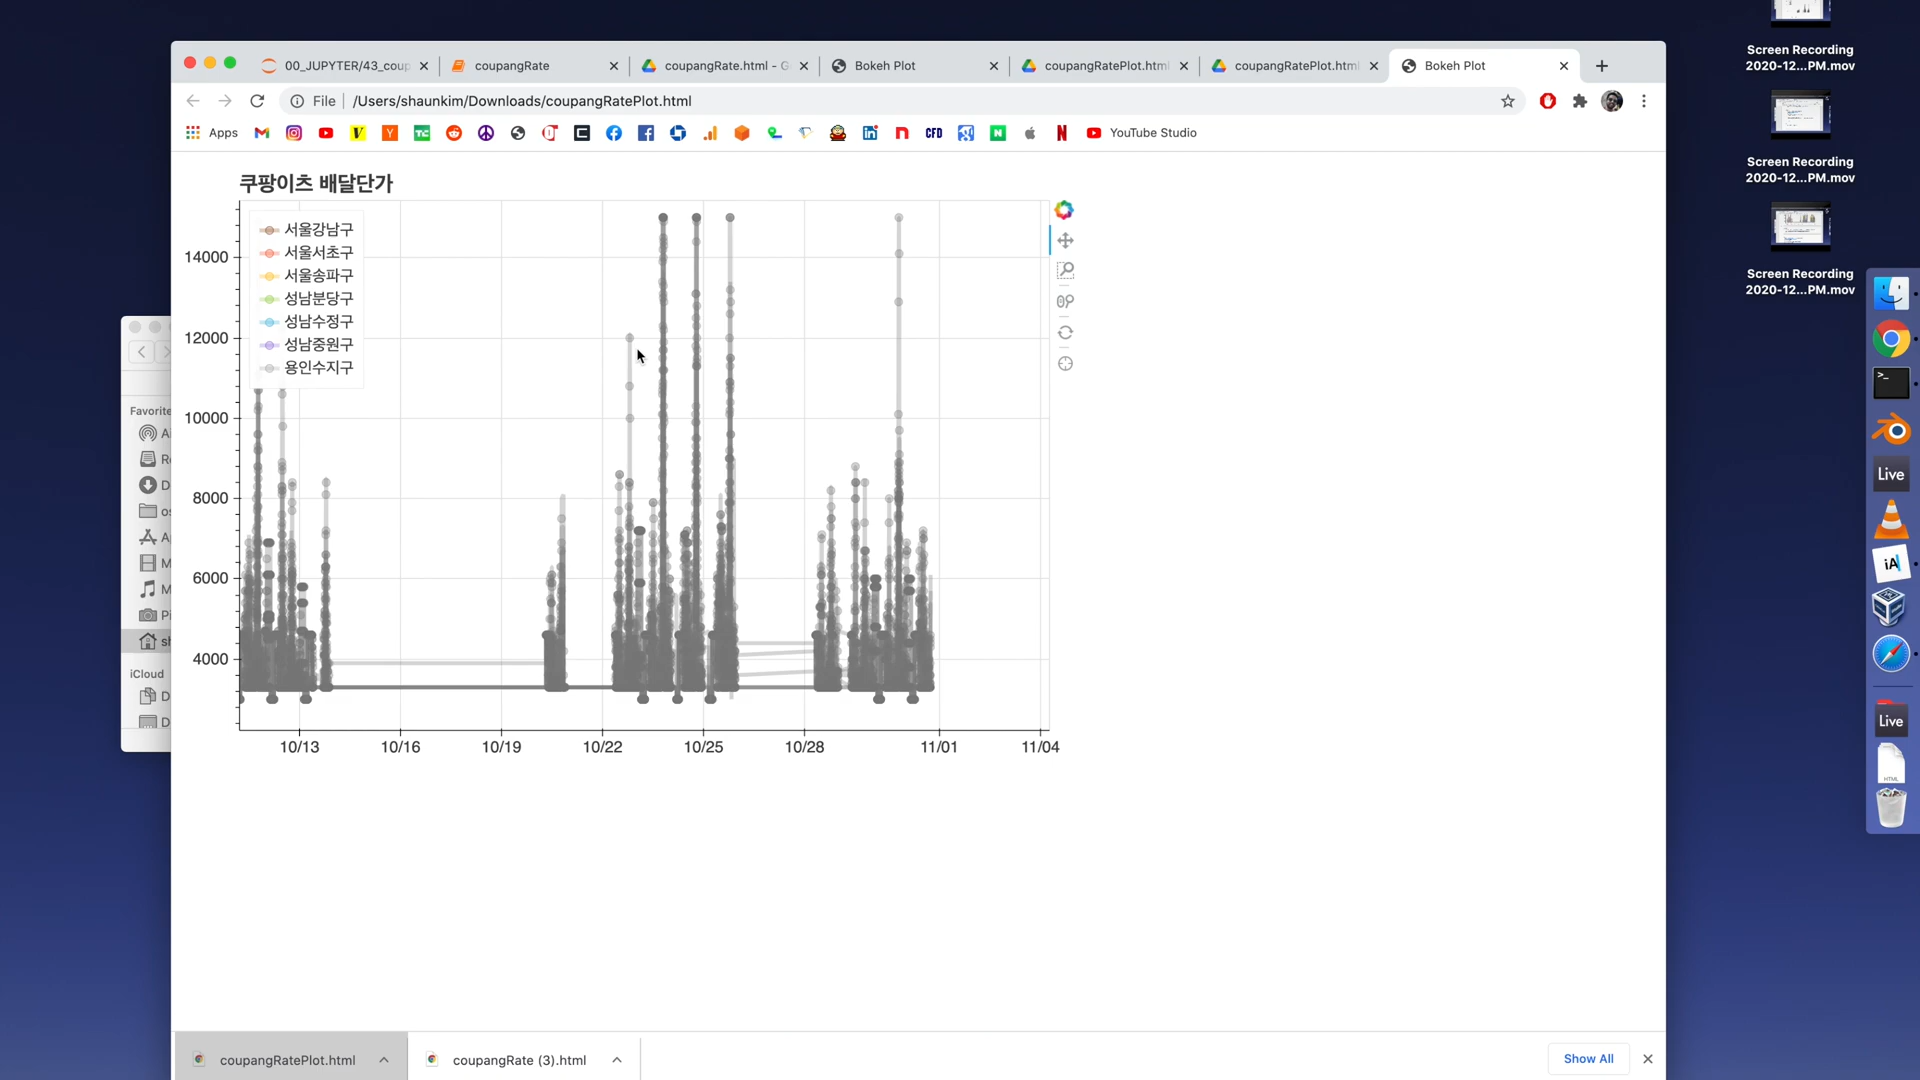 Screen Recording
2020-12...PM.mov
00_JUPYTER/43_coup
coupangRate
coupangRate.html - G
Bokeh Plot
coupangRatePlot.html
coupangRatePlot.html
Bokeh Plot
File
/Users/shaunkim/Downloads/coupangRatePlot.html
Apps
CFD
YouTube Studio
Screen Recording
2020-12...PM.mov
Screen Recording
2020-12...PM.mov
쿠팡이츠 배달단가
서울강남구
서울서초구
서울송파구
성남분당구
성남수정구
성남중원구
용인수지구
14000
12000
10000
8000
6000
4000
10/13
10/16
10/19
10/22
10/25
10/28
11/01
11/04
Favorite
iCloud
Live
iA
Live
HTML
coupangRatePlot.html
coupangRate (3).html
Show All